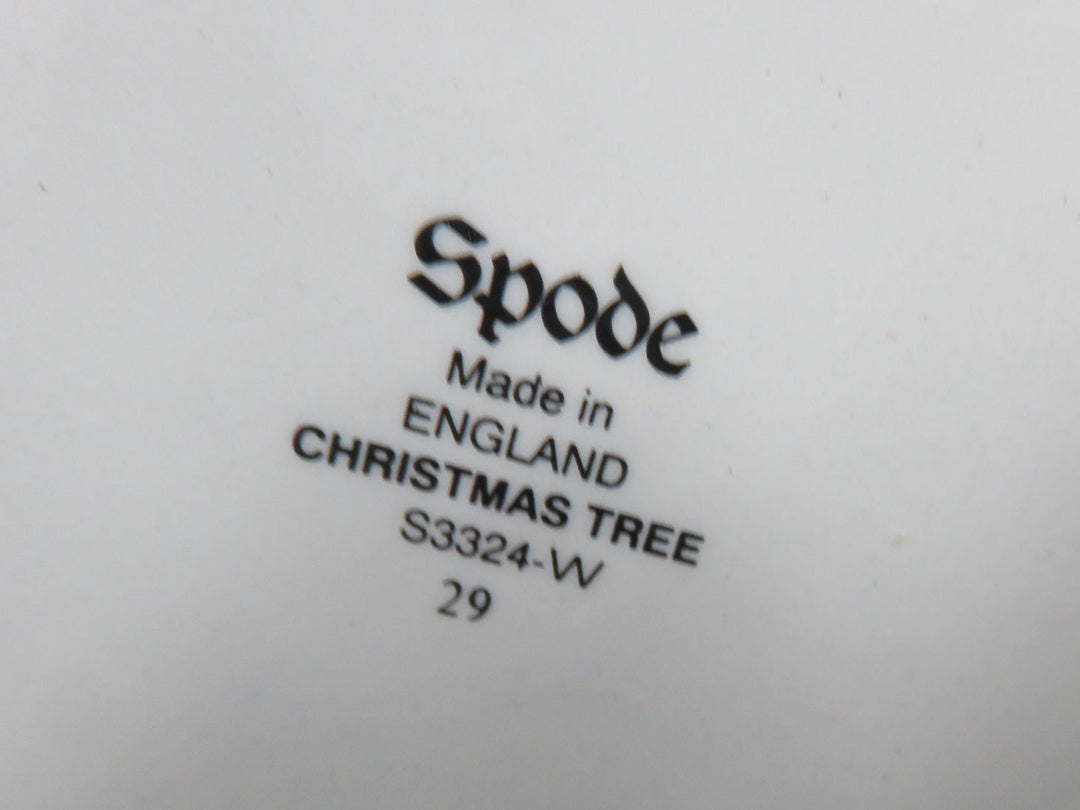 Spode
Made in
ENGLAND
CHRISTMAS TREE
S3324-W
29